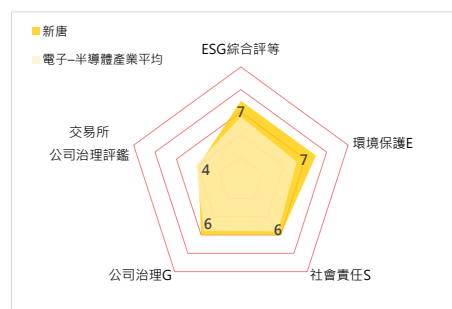 新唐
電子–半導體產業平均
ESG綜合評等
7
環境保護E
7
交易所
公司治理評鑑
4
6
6
公司治理G
社會責任S